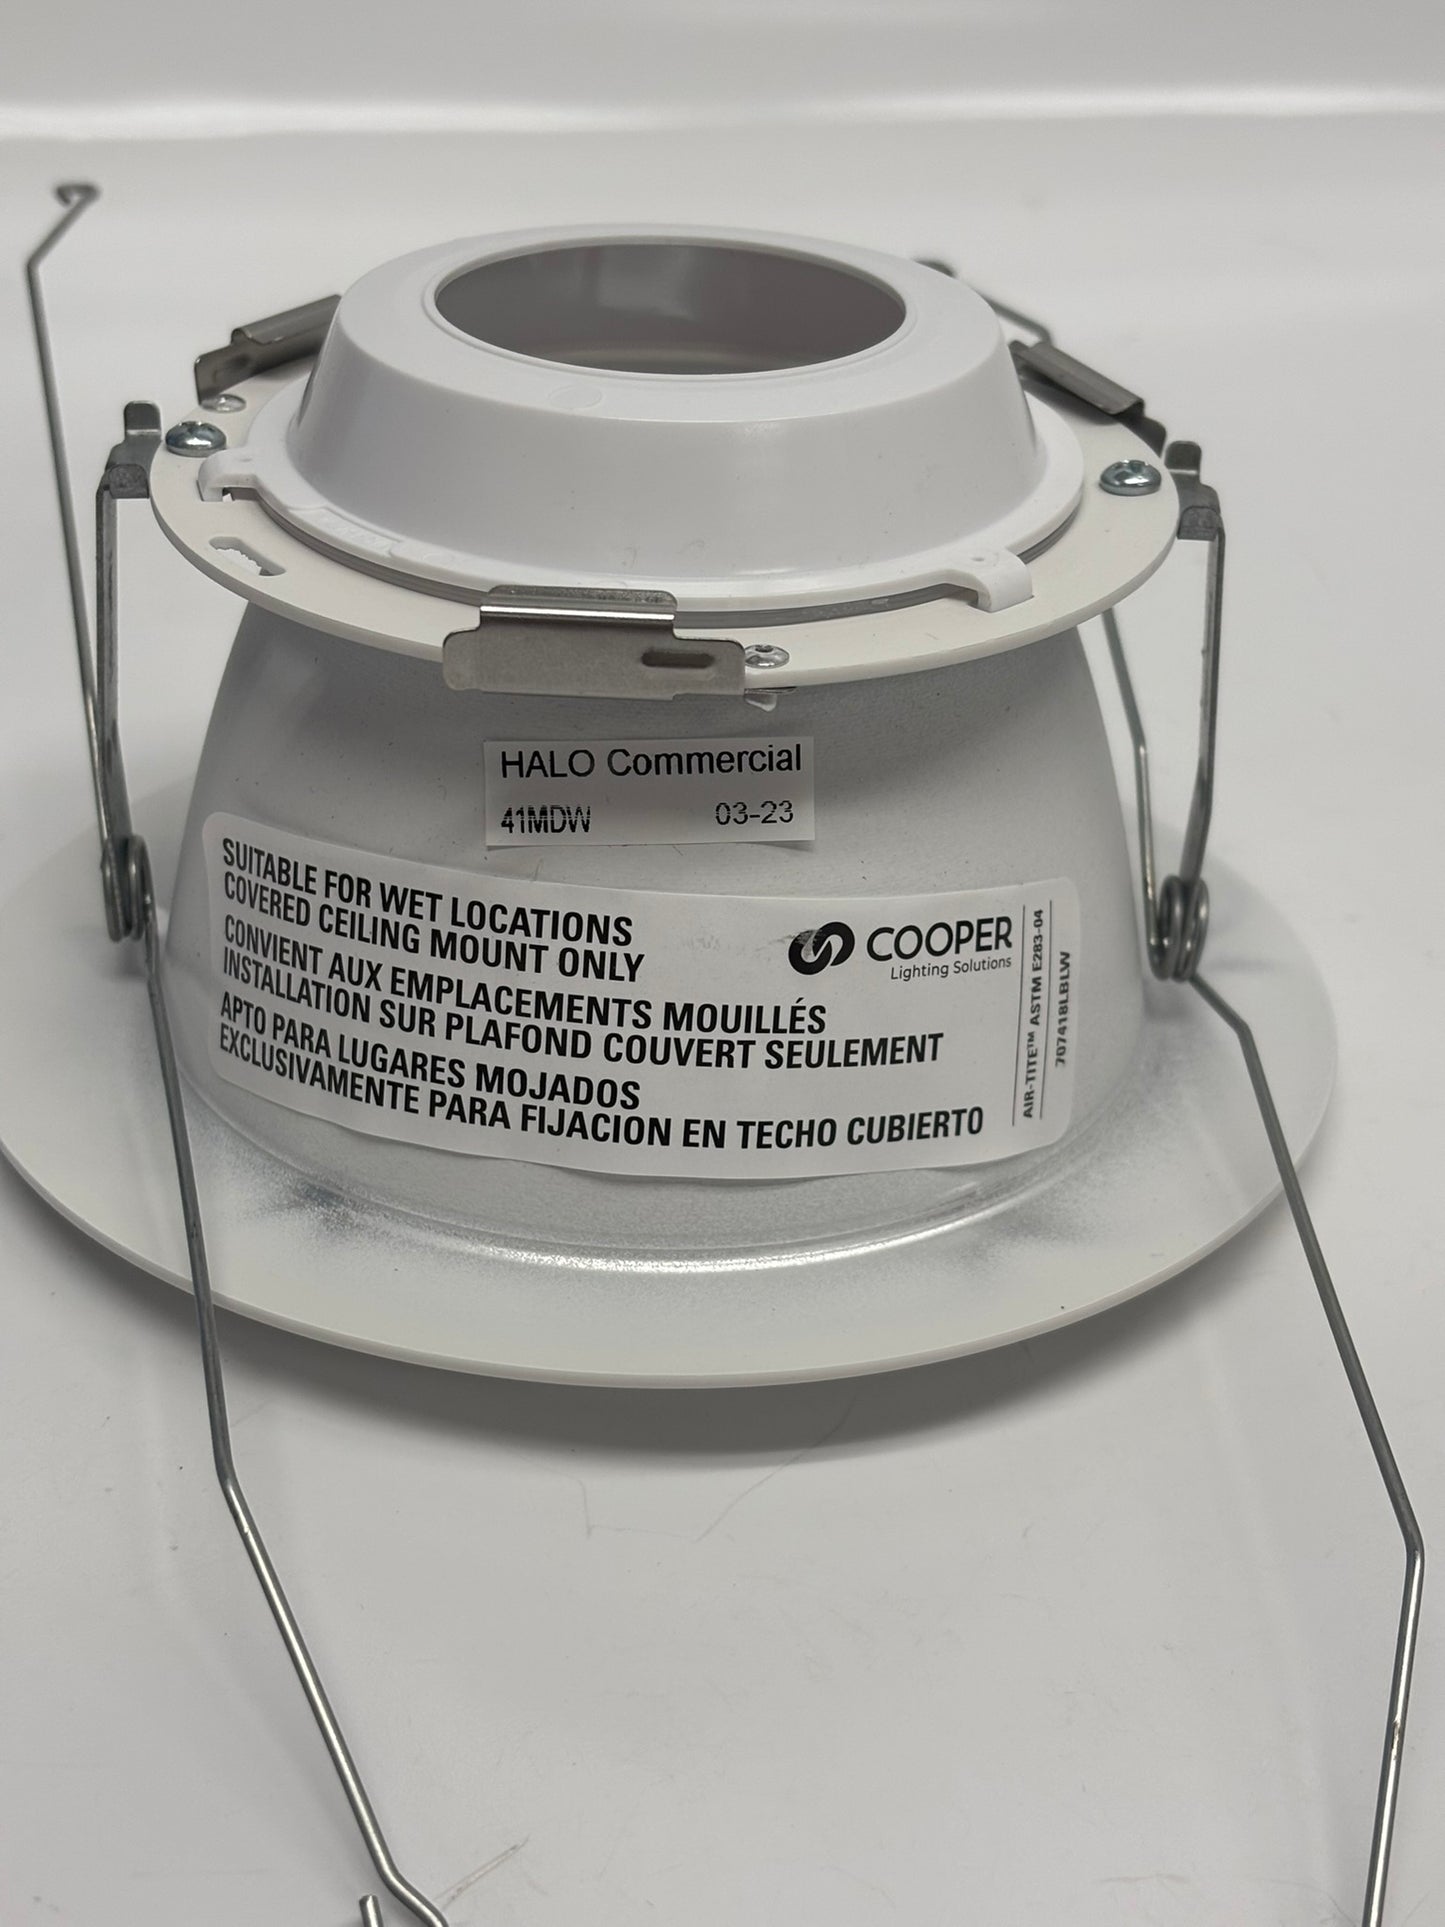 HALO Commercial
41MDW 03-23
SUITABLE FOR WET LOCATIONS
COVERED CEILING MOUNT ONLY
CONVIENT AUX EMPLACEMENTS MOUILLÉS
INSTALLATION SUR PLAFOND COUVERT SEULEMENT
APTO PARA LUGARES MOJADOS
EXCLUSIVAMENTE PARA FIJACION EN TECHO CUBIERTO
COOPER
Lighting Solutions
AIR-TITE™ ASTM E283-04
707418LBLW